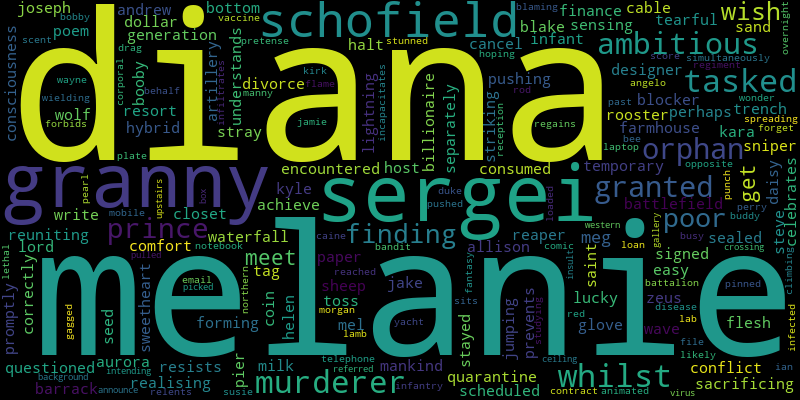 joseph bobby andrew bottom vaccine blaming overnight
dollar schofield blake finance cable wish
scent poem generation halt stunned cancel infant sensing tearful sand
diana ambitious
consciousness drag pretense hoping score simultaneously
wayne booby artillery understands lightning designer regiment
wielding corporal behalf infiltrates kirk flame pushing angelo tasked
wolf resort divorce manny incapacitates billionaire separately striking rod blocker past wonder spreading
forbids hybrid stray jamie regains reception rooster perhaps trench forget
plate farmhouse kara sniper
granny encountered host consumed laptop bee orphan opposite
pearl upstairs box kyle sergei temporary granted punch get daisy
write mobile closet achieve duke loaded battlefield perry steve celebrates
prince pushed western poor buddy
reuniting notebook waterfall caine finding reaper meg busy sealed gallery
lord comfort pulled meet bandit allison comic loan crossing
lethal correctly email picked tag paper reached fantasy insult saint signed climbing
promptly gagged seed sweetheart northern coin sheep jake easy battalion pinned
melanie
forming helen toss morgan yacht sits jumping prevents studying red lucky zeus disease
mel lamb stayed glove wave lab flesh infected
questioned aurora resists pier milk telephone mankind ceiling file likely conflict ian
background intending realising referred quarantine whilst sacrificing
barrack announce relents susie murderer infantry scheduled contract animated virus